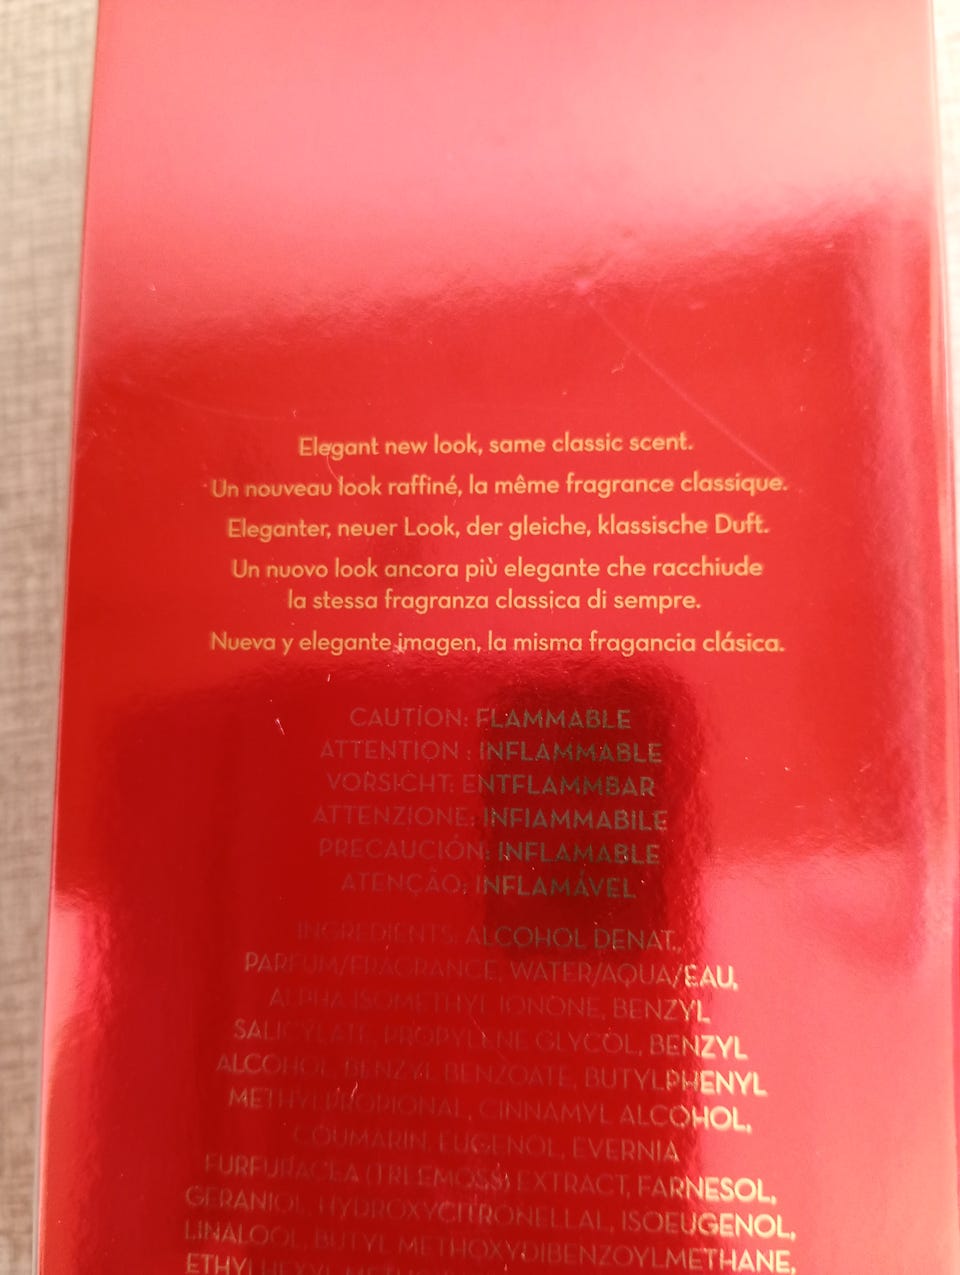 Elegant new look, same classic scent.
Un nouveau look raffiné, la même fragrance classique.
Eleganter, neuer Look, der gleiche, klassische Duft.
Un nuovo look ancora più elegante che racchiude
la stessa fragranza classica di sempre.
Nueva y elegante imagen, la misma fragancia clásica.
CAUTION: FLAMMABLE
ATTENTION : INFLAMMABLE
VORSICHT: ENTFLAMMBAR
ATTENZIONE: INFIAMMABILE
PRECAUCIÓN: INFLAMABLE
ATENÇÃO: INFLAMÁVEL
INGREDIENTS: ALCOHOL DENAT.,
PARFUM/FRAGRANCE, WATER/AQUA/EAU,
ALPHA-ISOMETHYL IONONE, BENZYL
SALICYLATE, PROPYLENE GLYCOL, BENZYL
ALCOHOL, BENZYL BENZOATE, BUTYLPHENYL
METHYLPROPIONAL, CINNAMYL ALCOHOL,
COUMARIN, EUGENOL, EVERNIA
FURFURACEA (TREEMOSS) EXTRACT, FARNESOL,
GERANIOL, HYDROXYCITRONELLAL, ISOEUGENOL,
LINALOOL, BUTYL METHOXYDIBENZOYLMETHANE,